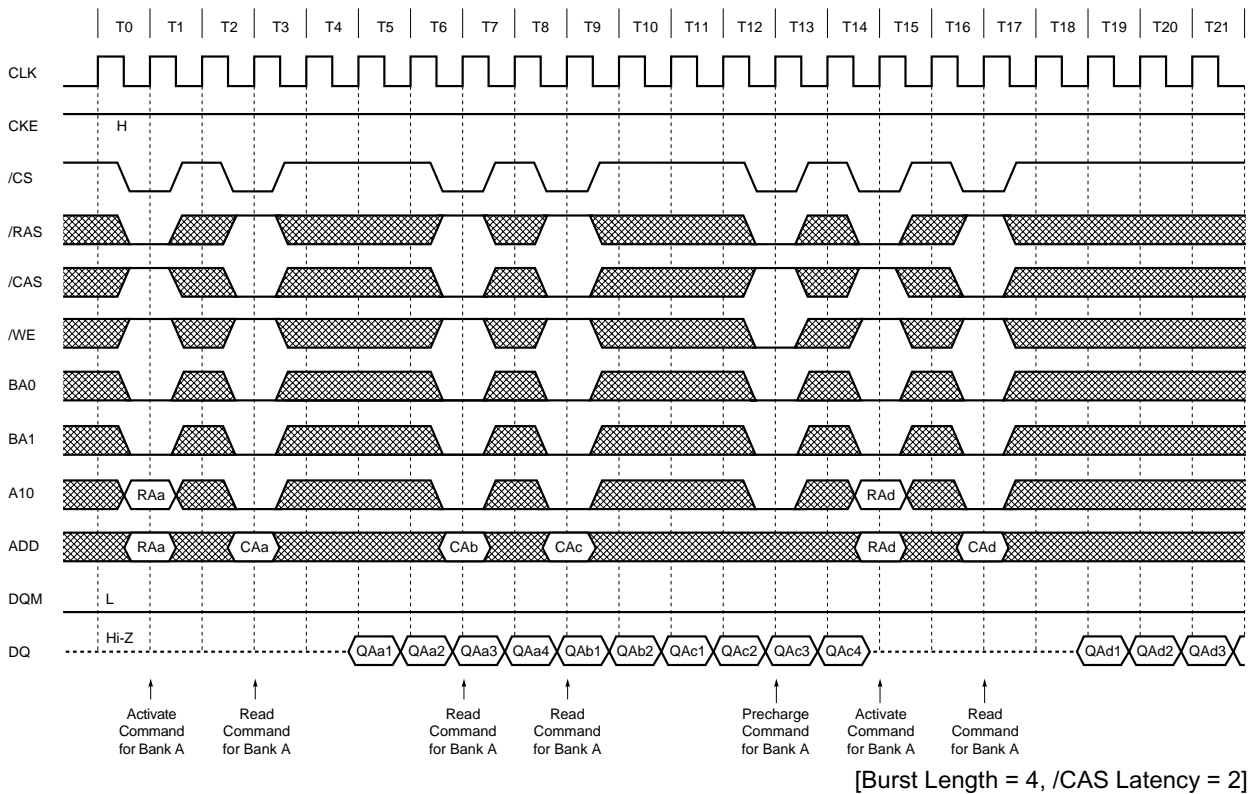 T0 T1 T2 T3 T4 T5 T6 T7 T8 T9 T10 T11 T12 T13 T14 T15 T16 T17 T18 T19 T20 T21
CLK
CKE H
/CS
/RAS
/CAS
/WE
BA0
BA1
A10 RAa RAd
ADD RAa CAa CAb CAc RAd CAd
DQM L
Hi-Z
DQ QAa1 QAa2 QAa3 QAa4 QAb1 QAb2 QAc1 QAc2 QAc3 QAc4 QAd1 QAd2 QAd3
Activate Command for Bank A
Read Command for Bank A
Read Command for Bank A
Read Command for Bank A
Precharge Command for Bank A
Activate Command for Bank A
Read Command for Bank A
[Burst Length = 4, /CAS Latency = 2]